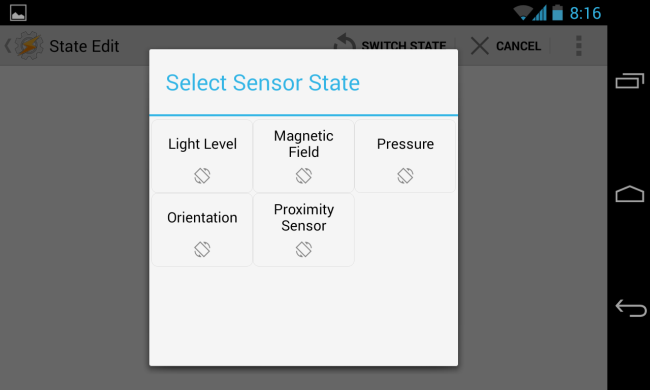 8:16
State Edit
SWITCH STATE
CANCEL
Select Sensor State
Light Level
Magnetic
Field
Pressure
Orientation
Proximity
Sensor